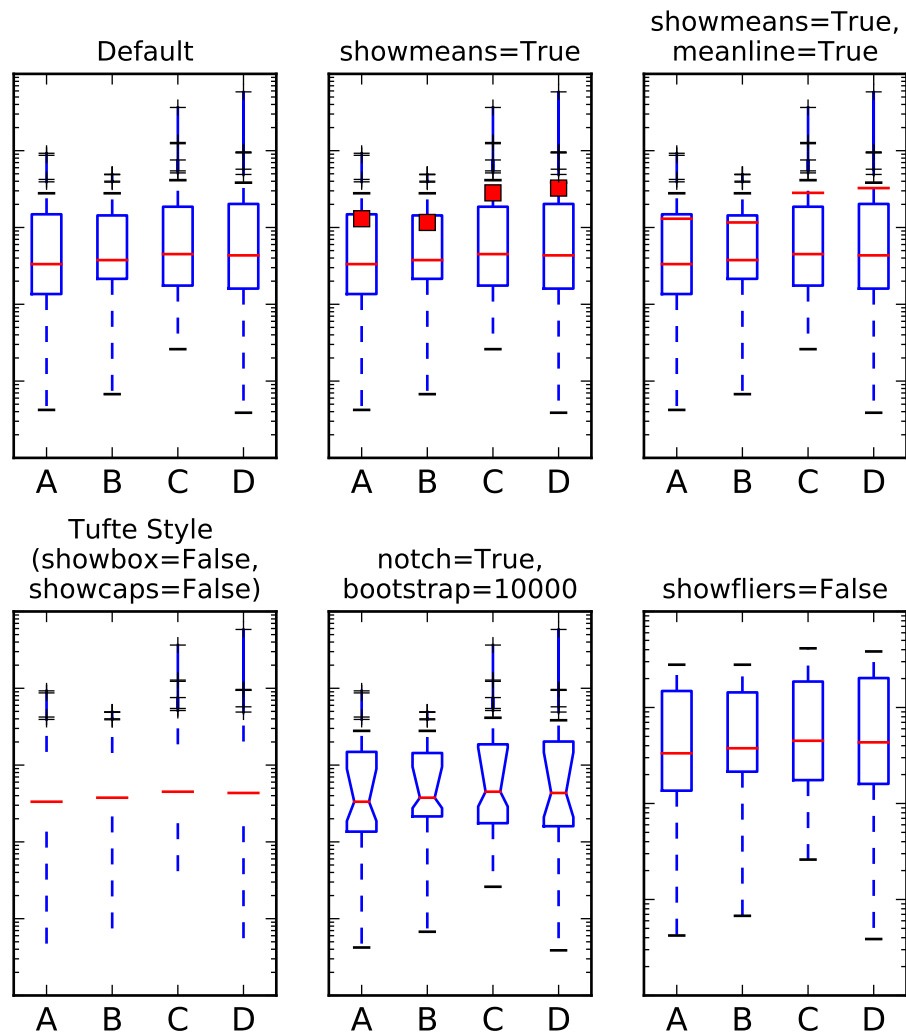 Default
showmeans=True
showmeans=True,
meanline=True
A B C D
A B C D
A B C D
Tufte Style
(showbox=False,
showcaps=False)
notch=True,
bootstrap=10000
showfliers=False
A B C D
A B C D
A B C D